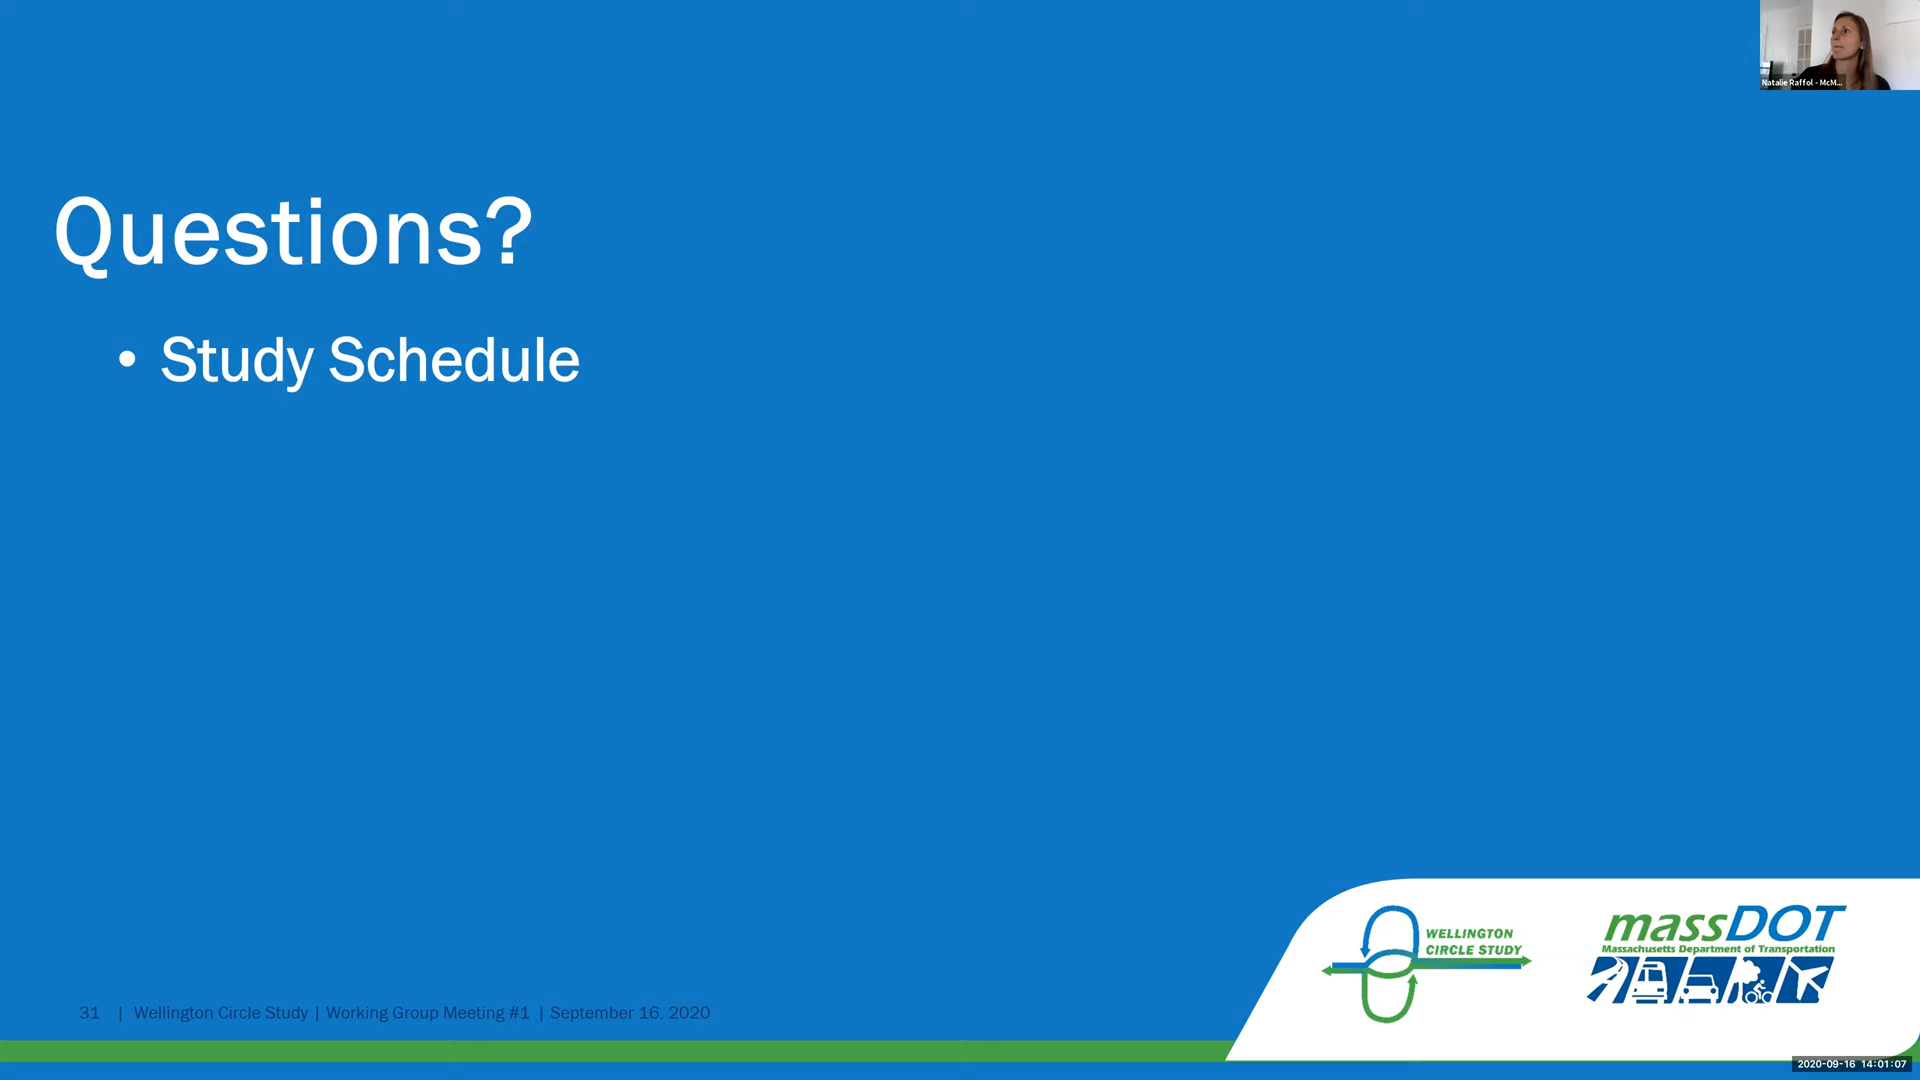 Natalie Raffol - McM...
Questions?
• Study Schedule
WELLINGTON
CIRCLE STUDY
massDOT
Massachusetts Department of Transportation
31 | Wellington Circle Study | Working Group Meeting #1 | September 16, 2020
2020-09-16 14:01:07